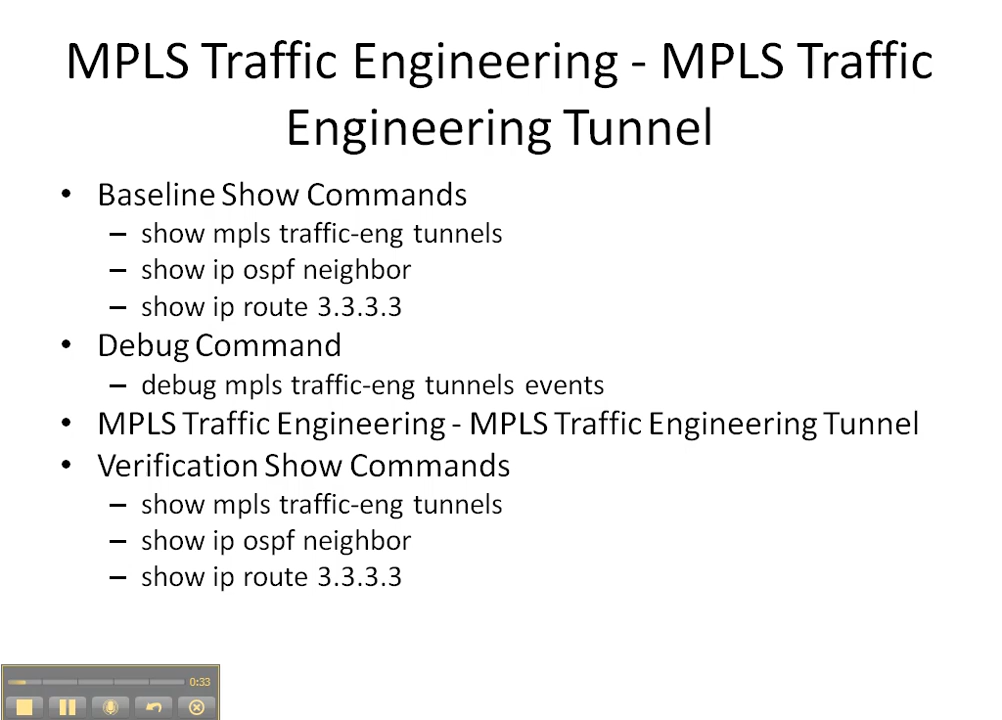 MPLS Traffic Engineering - MPLS Traffic
Engineering Tunnel
• Baseline Show Commands
– show mpls traffic-eng tunnels
– show ip ospf neighbor
– show ip route 3.3.3.3
• Debug Command
– debug mpls traffic-eng tunnels events
• MPLS Traffic Engineering - MPLS Traffic Engineering Tunnel
• Verification Show Commands
– show mpls traffic-eng tunnels
– show ip ospf neighbor
– show ip route 3.3.3.3
0:33